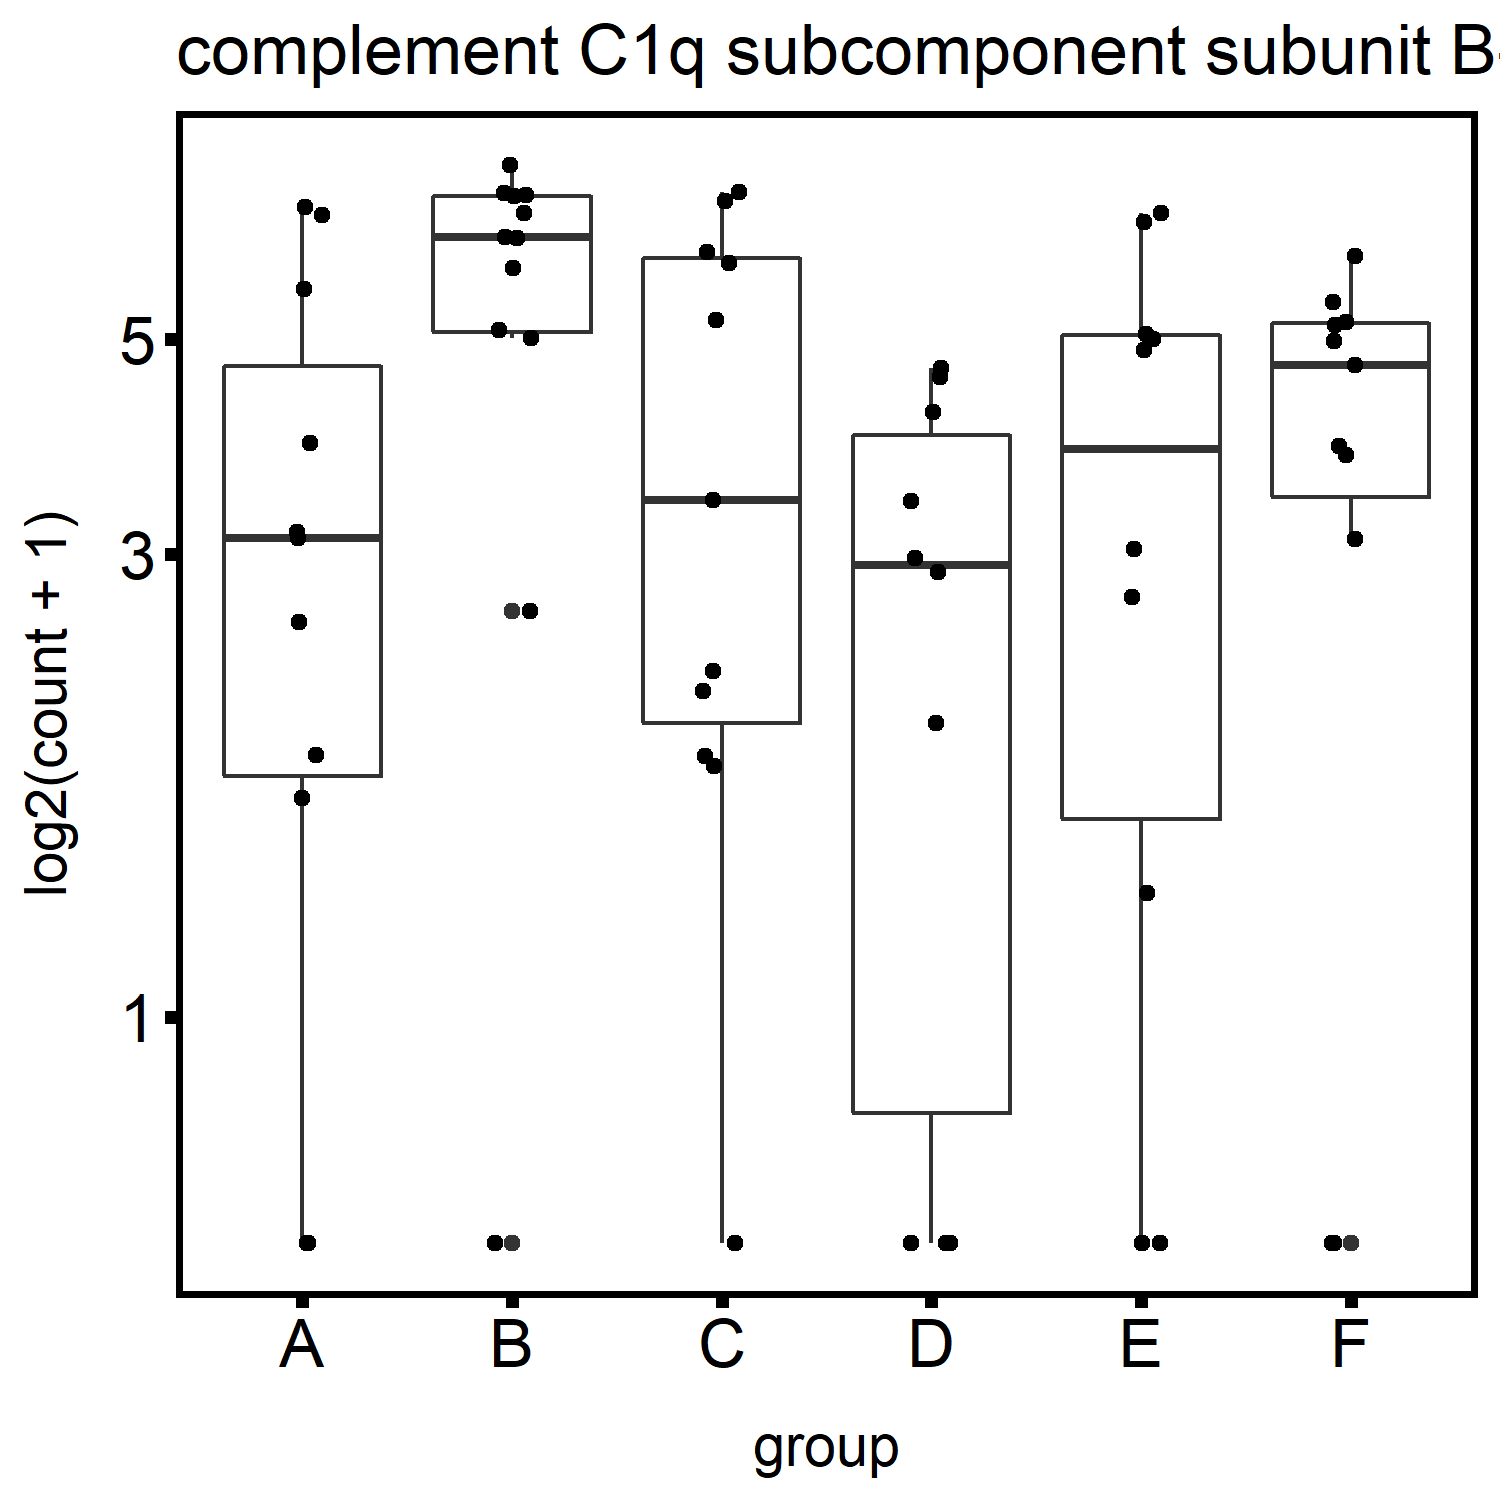 complement C1q subcomponent subunit B-
log2(count + 1)
5
3
1
A B C D E F
group